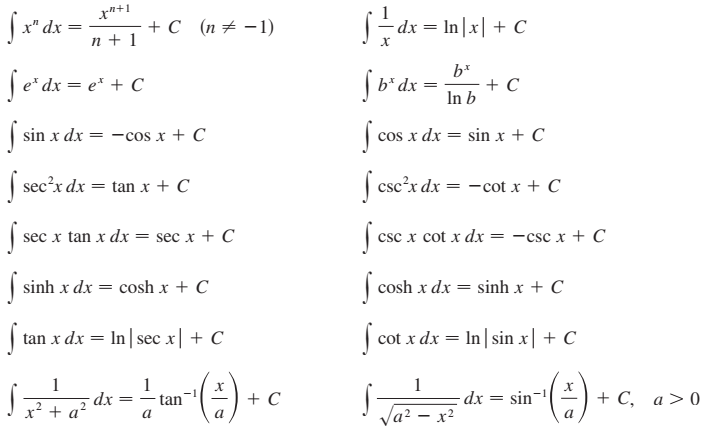 ∫ xⁿ dx = xⁿ⁺¹/(n + 1) + C (n ≠ −1)    ∫ 1/x dx = ln|x| + C
∫ eˣ dx = eˣ + C    ∫ bˣ dx = bˣ/ln b + C
∫ sin x dx = −cos x + C    ∫ cos x dx = sin x + C
∫ sec²x dx = tan x + C    ∫ csc²x dx = −cot x + C
∫ sec x tan x dx = sec x + C    ∫ csc x cot x dx = −csc x + C
∫ sinh x dx = cosh x + C    ∫ cosh x dx = sinh x + C
∫ tan x dx = ln|sec x| + C    ∫ cot x dx = ln|sin x| + C
∫ 1/(x² + a²) dx = 1/a tan⁻¹(x/a) + C    ∫ 1/√(a² − x²) dx = sin⁻¹(x/a) + C, a > 0